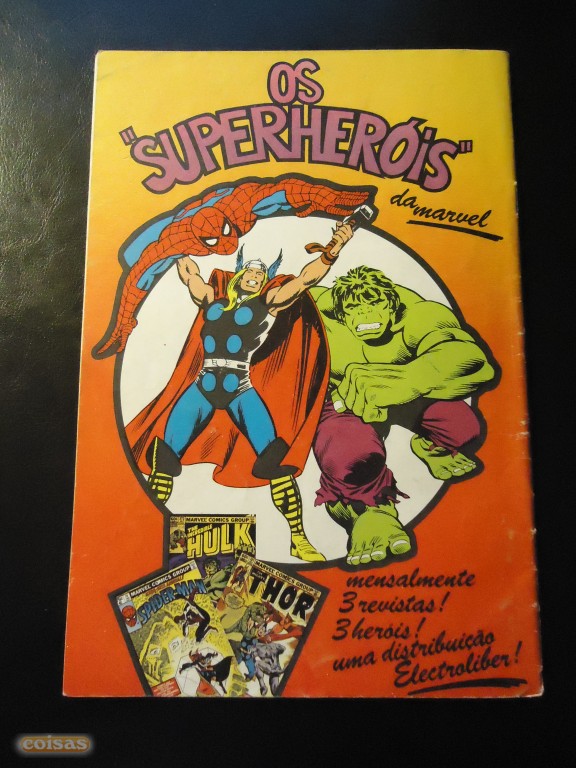 OS
"SUPERHERÓIS"
da marvel
MARVEL COMICS GROUP
HULK
MARVEL COMICS GROUP
SPIDER-MAN
MARVEL COMICS GROUP
THOR
mensalmente
3 revistas!
3 heróis!
uma distribuição
Electroliber!
coisas